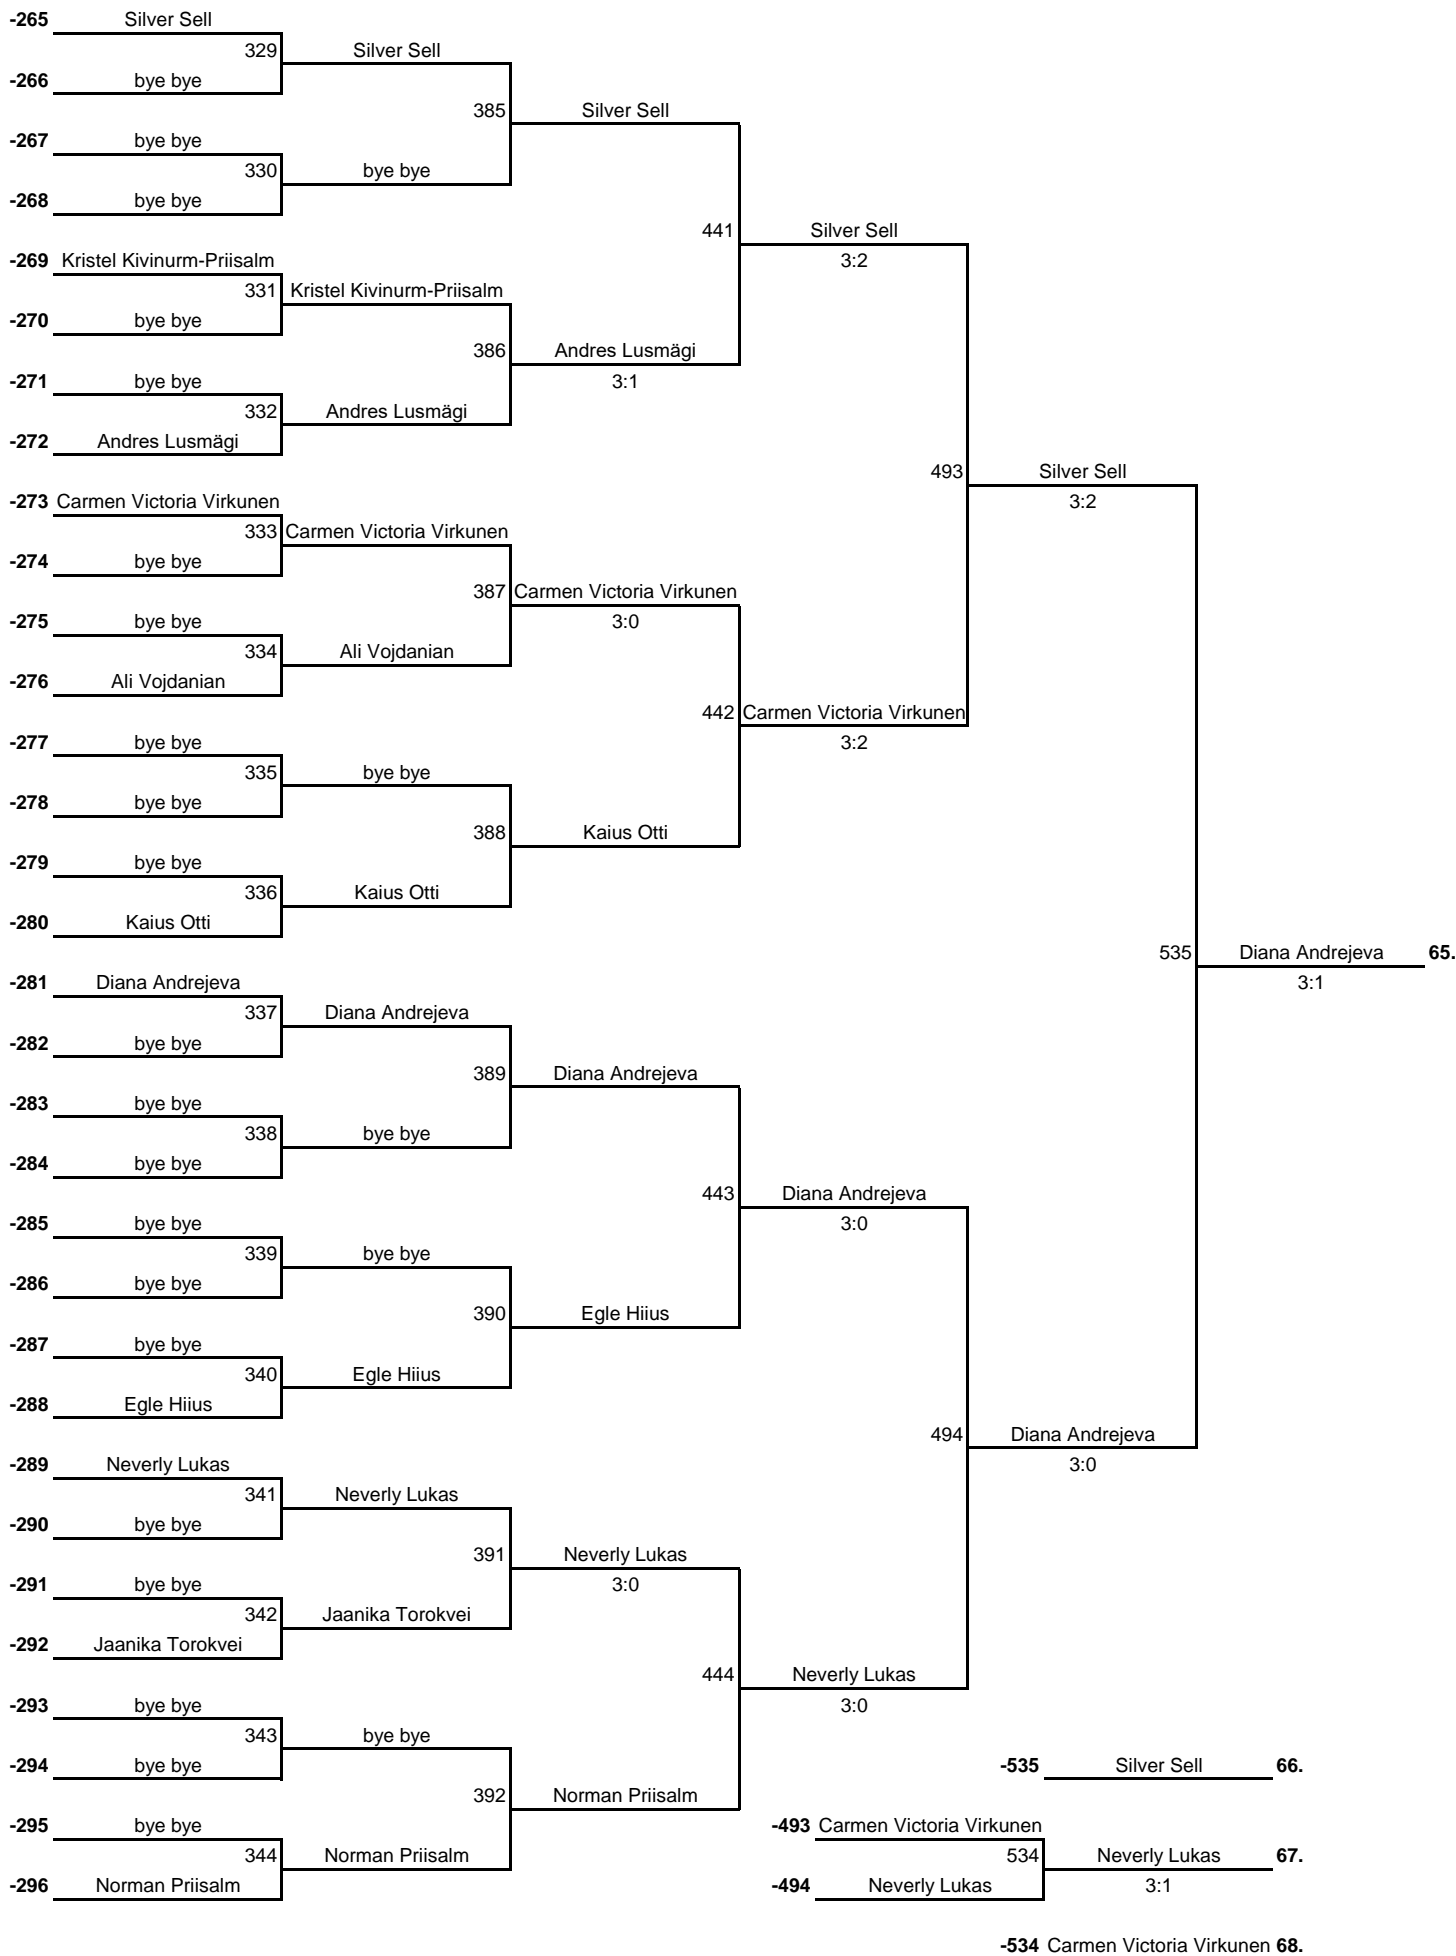 -265 Silver Sell
329 Silver Sell
-266 bye bye
385 Silver Sell
-267 bye bye
330 bye bye
-268 bye bye
441 Silver Sell
-269 Kristel Kivinurm-Priisalm
3:2
331 Kristel Kivinurm-Priisalm
-270 bye bye
386 Andres Lusmägi
-271 bye bye
3:1
332 Andres Lusmägi
-272 Andres Lusmägi
493 Silver Sell
-273 Carmen Victoria Virkunen
3:2
333 Carmen Victoria Virkunen
-274 bye bye
387 Carmen Victoria Virkunen
-275 bye bye
3:0
334 Ali Vojdanian
-276 Ali Vojdanian
442 Carmen Victoria Virkunen
-277 bye bye
3:2
335 bye bye
-278 bye bye
388 Kaius Otti
-279 bye bye
336 Kaius Otti
-280 Kaius Otti
535 Diana Andrejeva 65.
-281 Diana Andrejeva
3:1
337 Diana Andrejeva
-282 bye bye
389 Diana Andrejeva
-283 bye bye
338 bye bye
-284 bye bye
443 Diana Andrejeva
-285 bye bye
3:0
339 bye bye
-286 bye bye
390 Egle Hiius
-287 bye bye
340 Egle Hiius
-288 Egle Hiius
494 Diana Andrejeva
-289 Neverly Lukas
3:0
341 Neverly Lukas
-290 bye bye
391 Neverly Lukas
-291 bye bye
3:0
342 Jaanika Torokvei
-292 Jaanika Torokvei
444 Neverly Lukas
-293 bye bye
3:0
343 bye bye
-294 bye bye
-535 Silver Sell 66.
392 Norman Priisalm
-295 bye bye
-493 Carmen Victoria Virkunen
344 Norman Priisalm
534 Neverly Lukas 67.
-296 Norman Priisalm
-494 Neverly Lukas
3:1
-534 Carmen Victoria Virkunen 68.